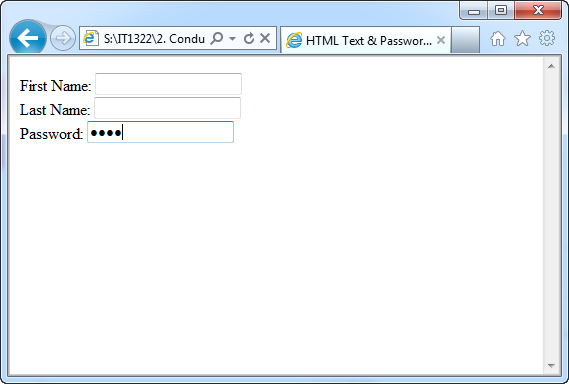 S:\IT1322\2. Condu
HTML Text & Passwor...
First Name:
Last Name:
Password: ••••